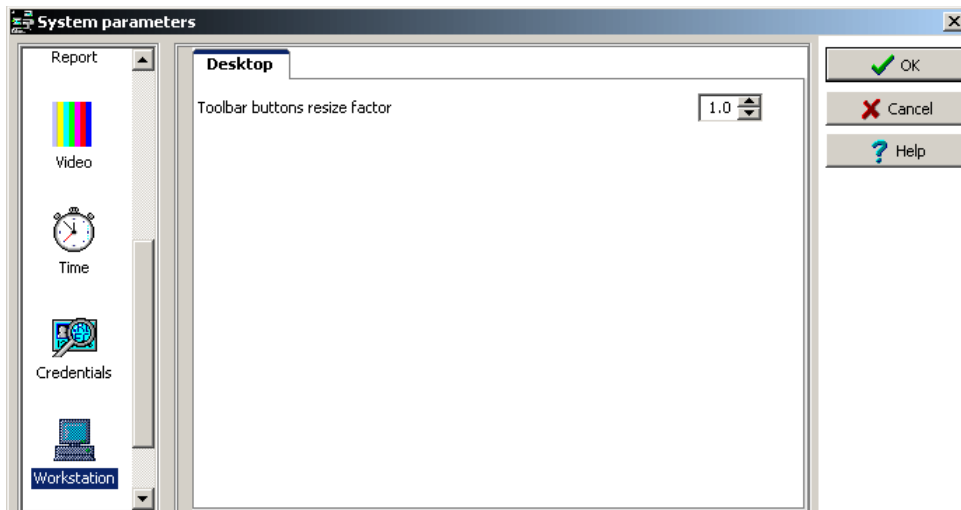 System parameters
Report
Video
Time
Credentials
Workstation
Desktop
Toolbar buttons resize factor
1.0
OK
Cancel
Help